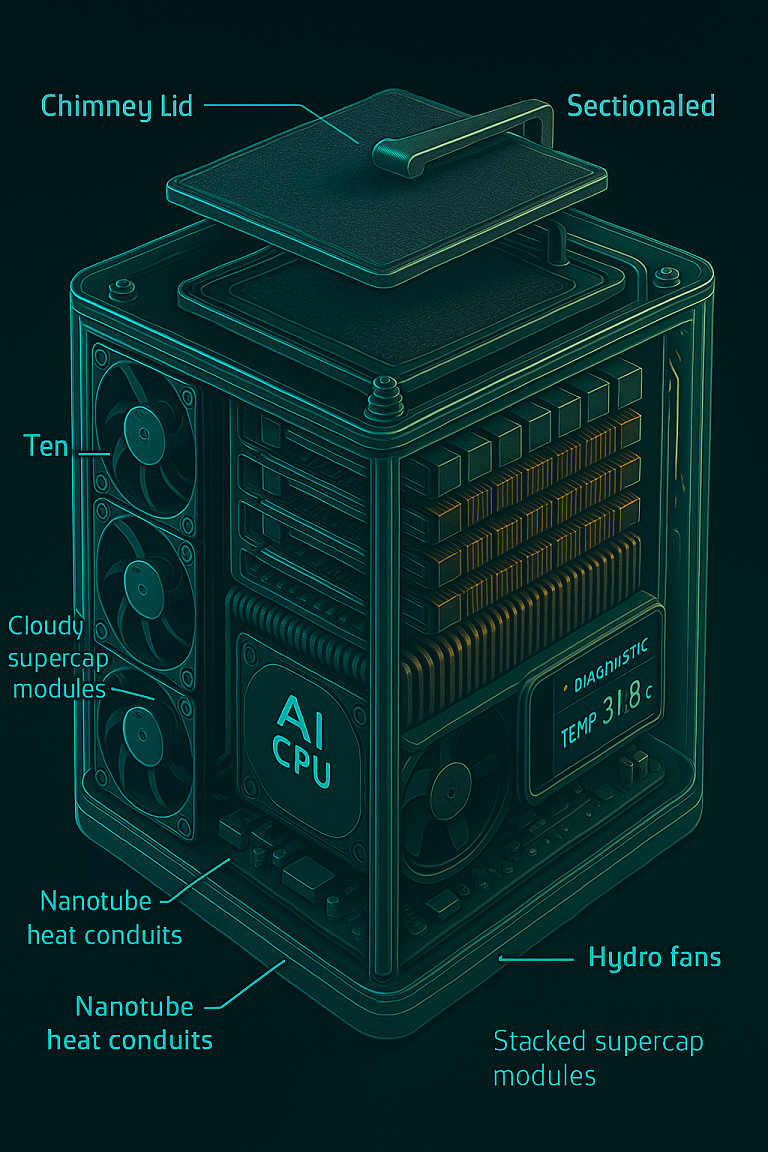 Chimney Lid
Sectionaled
Ten
Cloudy
supercap
modules
AI
CPU
DIAGNIISTIC
TEMP 31.8 C
Nanotube
heat conduits
Hydro fans
Nanotube
heat conduits
Stacked supercap
modules